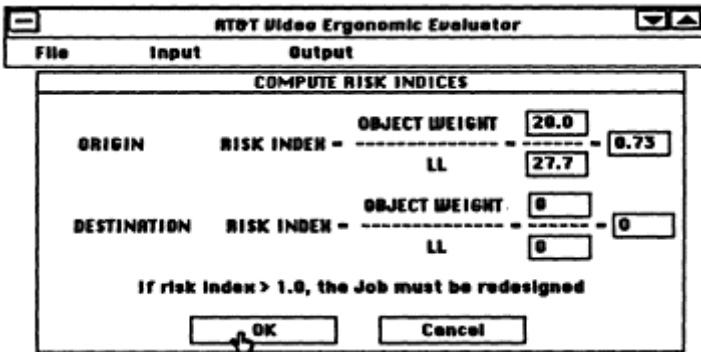 AT&T Video Ergonomic Evaluator
File Input Output
COMPUTE RISK INDICES
OBJECT WEIGHT 20.0
ORIGIN RISK INDEX = ------------- = ------ = 0.73
LL 27.7
OBJECT WEIGHT 0
DESTINATION RISK INDEX = ------------- = ------ = 0
LL 0
If risk index > 1.0, the Job must be redesigned
OK Cancel